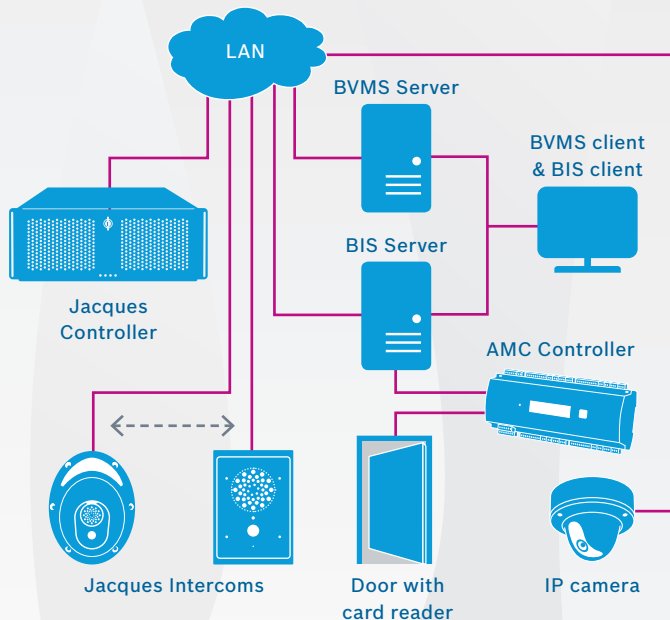 LAN
BVMS Server
BVMS client
& BIS client
BIS Server
Jacques
Controller
AMC Controller
Jacques Intercoms
Door with
card reader
IP camera